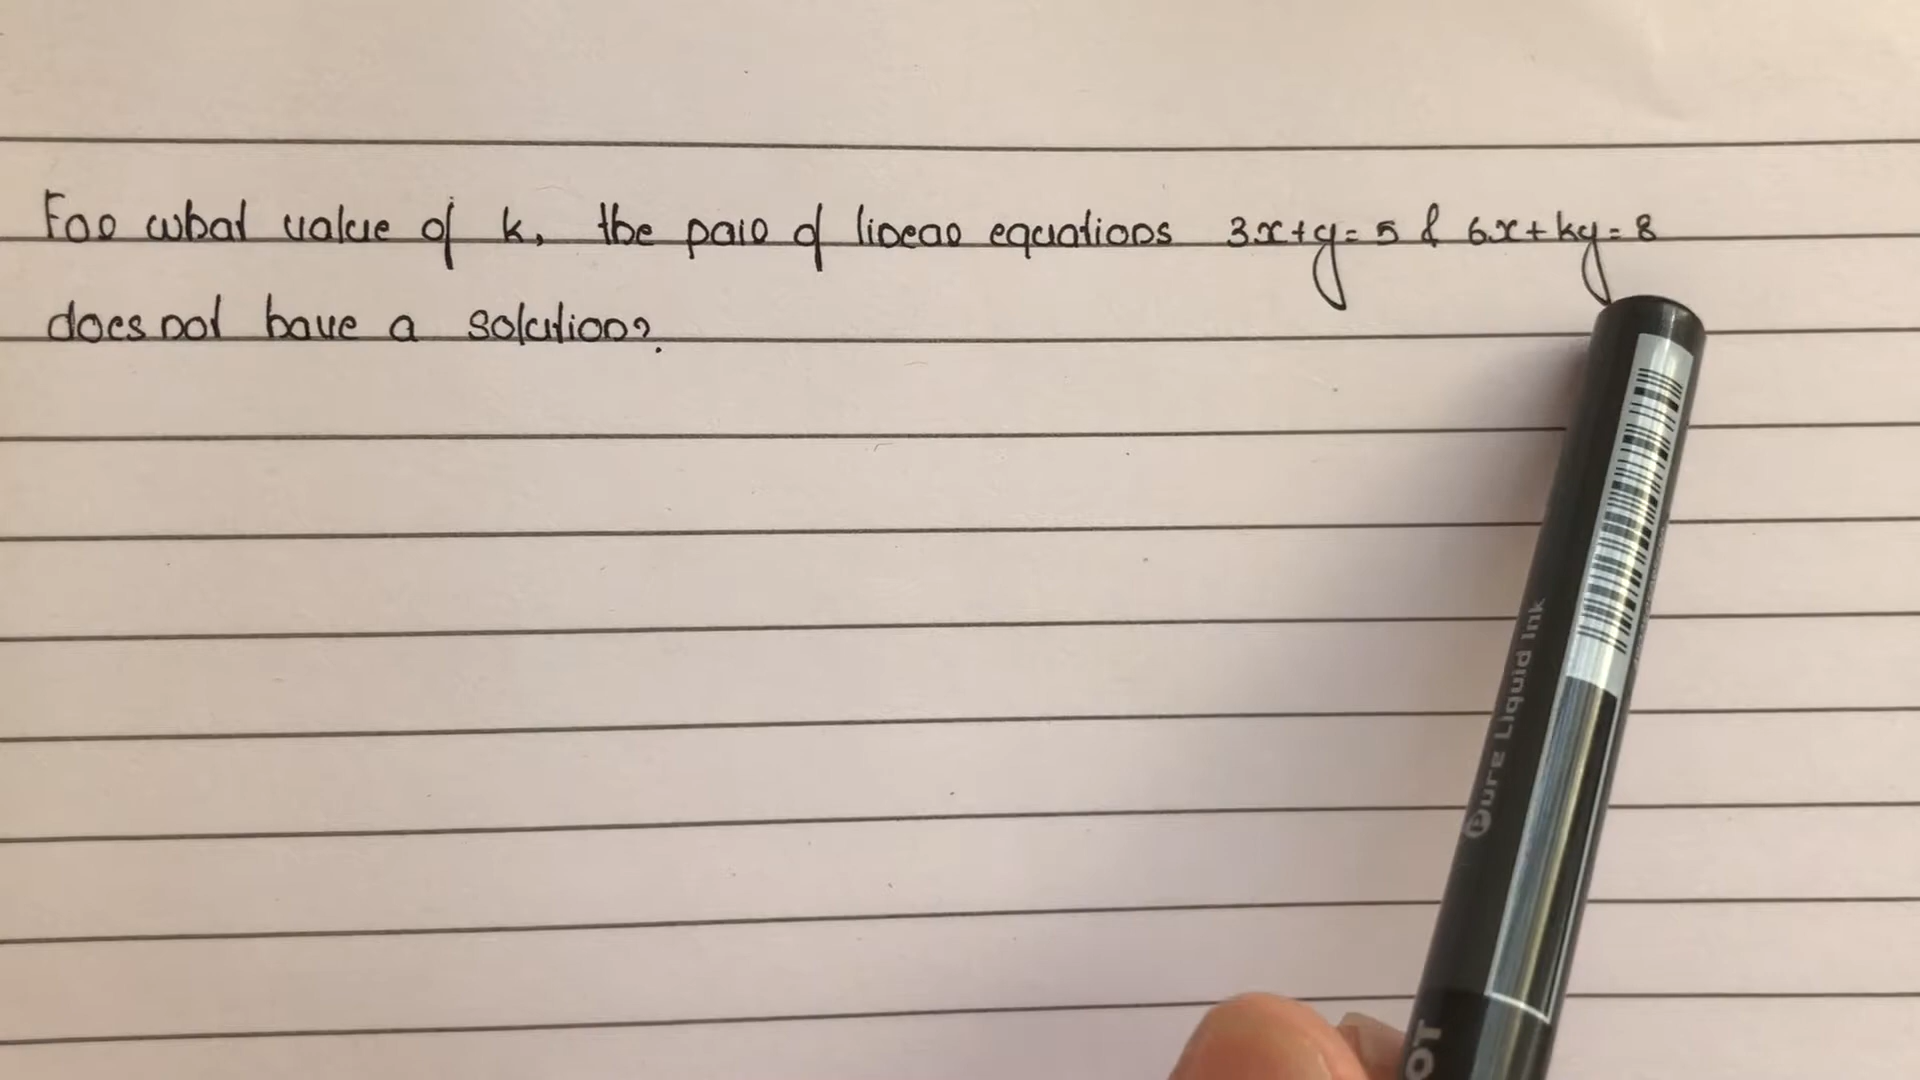 For what value of k, the pair of linear equations 3x+y=5 & 6x+ky=8
does not have a solution?
Pure Liquid Ink
OT